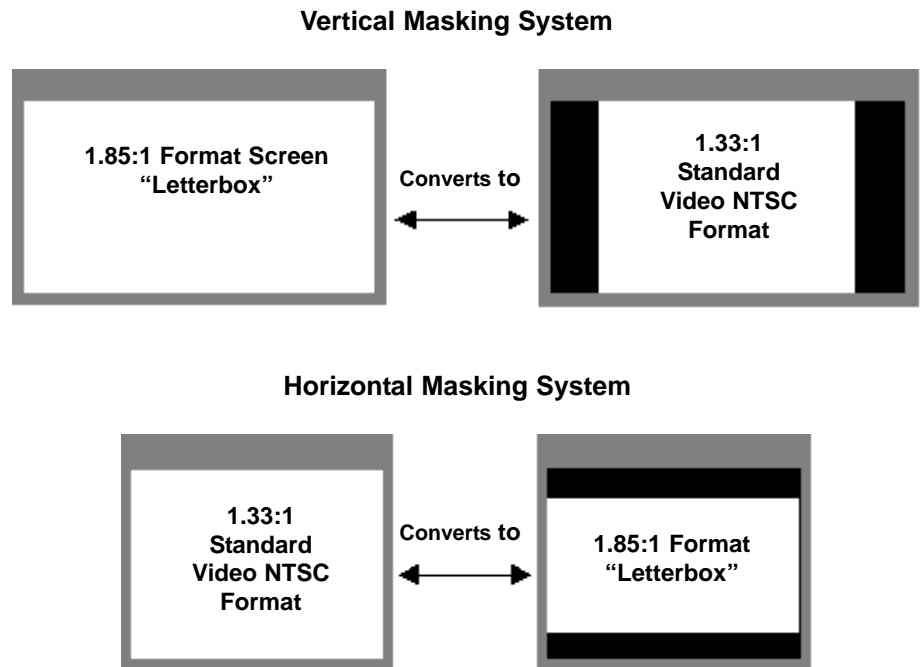 Vertical Masking System
1.85:1 Format Screen
“Letterbox”
Converts to
1.33:1
Standard
Video NTSC
Format
Horizontal Masking System
1.33:1
Standard
Video NTSC
Format
Converts to
1.85:1 Format
“Letterbox”